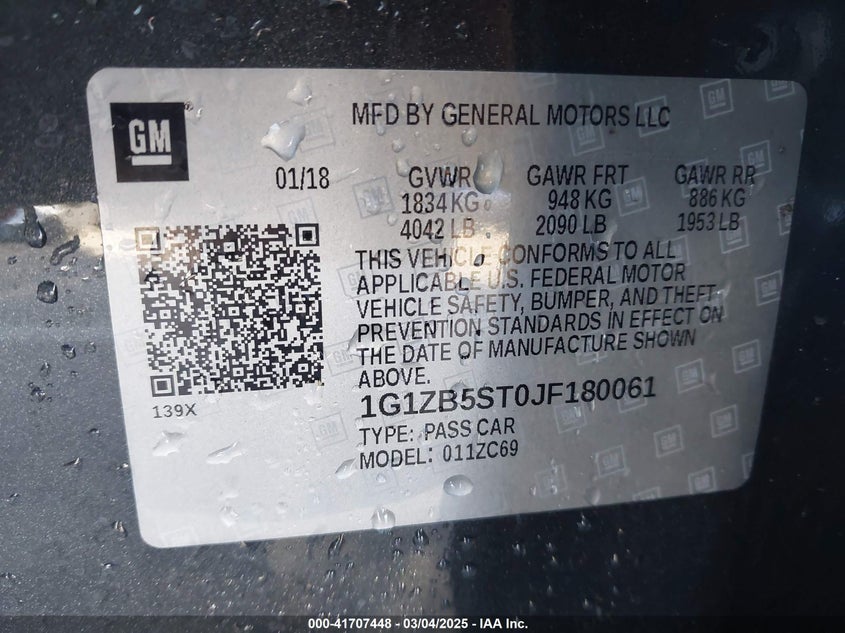 GM
MFD BY GENERAL MOTORS LLC
01/18 GVWR GAWR FRT GAWR RR
1834 KG 948 KG 886 KG
4042 LB 2090 LB 1953 LB
THIS VEHICLE CONFORMS TO ALL
APPLICABLE U.S. FEDERAL MOTOR
VEHICLE SAFETY, BUMPER, AND THEFT
PREVENTION STANDARDS IN EFFECT ON
THE DATE OF MANUFACTURE SHOWN
ABOVE.
139X
1G1ZB5ST0JF180061
TYPE: PASS CAR
MODEL: 011ZC69
000-41707448 - 03/04/2025 - IAA Inc.